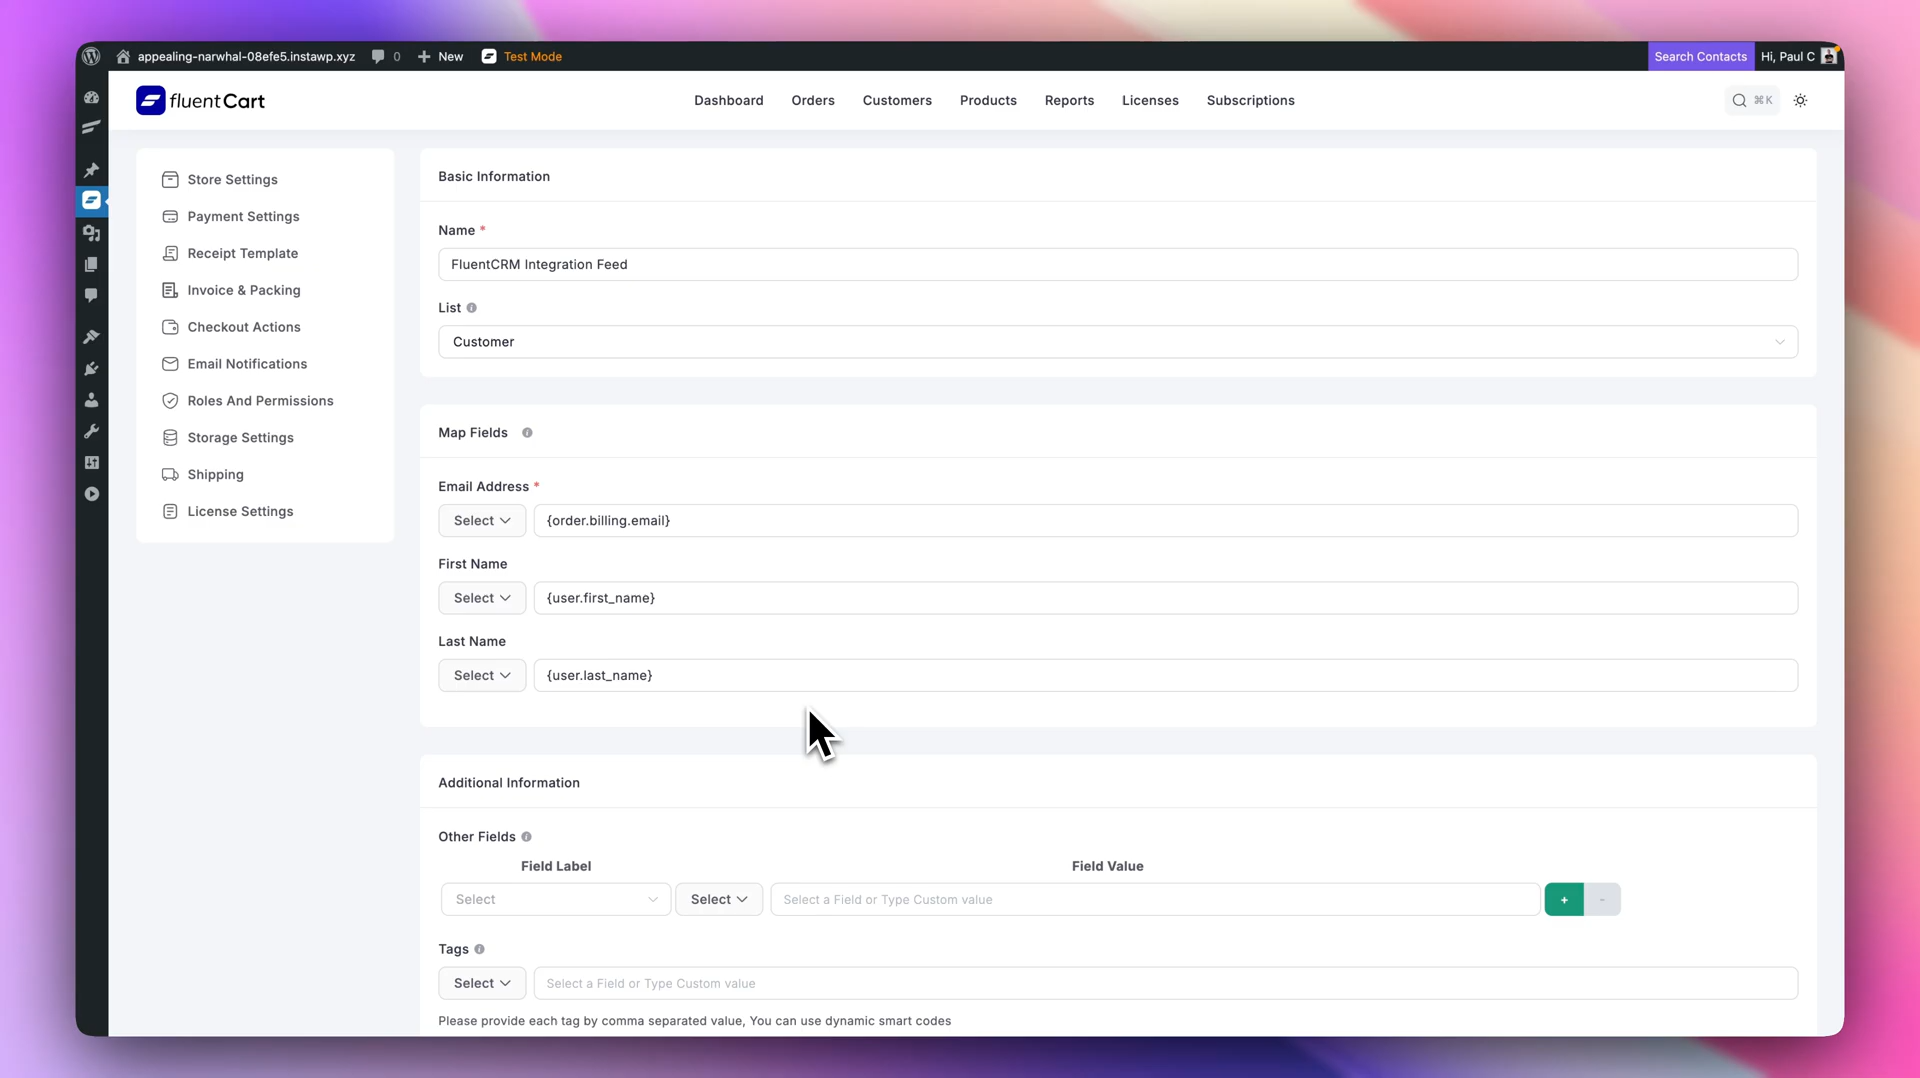 appealing-narwhal-08efe5.instawp.xyz 0 New Test Mode Search Contacts Hi, Paul C
fluentCart Dashboard Orders Customers Products Reports Licenses Subscriptions ⌘K
Store Settings
Payment Settings
Receipt Template
Invoice & Packing
Checkout Actions
Email Notifications
Roles And Permissions
Storage Settings
Shipping
License Settings
Basic Information
Name *
FluentCRM Integration Feed
List
Customer
Map Fields
Email Address *
Select {order.billing.email}
First Name
Select {user.first_name}
Last Name
Select {user.last_name}
Additional Information
Other Fields
Field Label Field Value
Select Select Select a Field or Type Custom value + -
Tags
Select Select a Field or Type Custom value
Please provide each tag by comma separated value, You can use dynamic smart codes